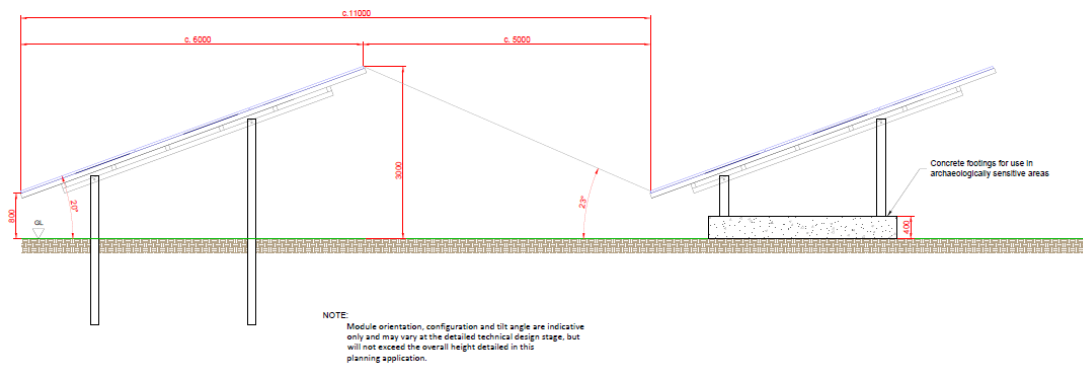 c.11000
c. 6000
c. 5000
3000
800
20°
23°
GL
400
Concrete footings for use in
archaeologically sensitive areas
NOTE:
Module orientation, configuration and tilt angle are indicative
only and may vary at the detailed technical design stage, but
will not exceed the overall height detailed in this
planning application.